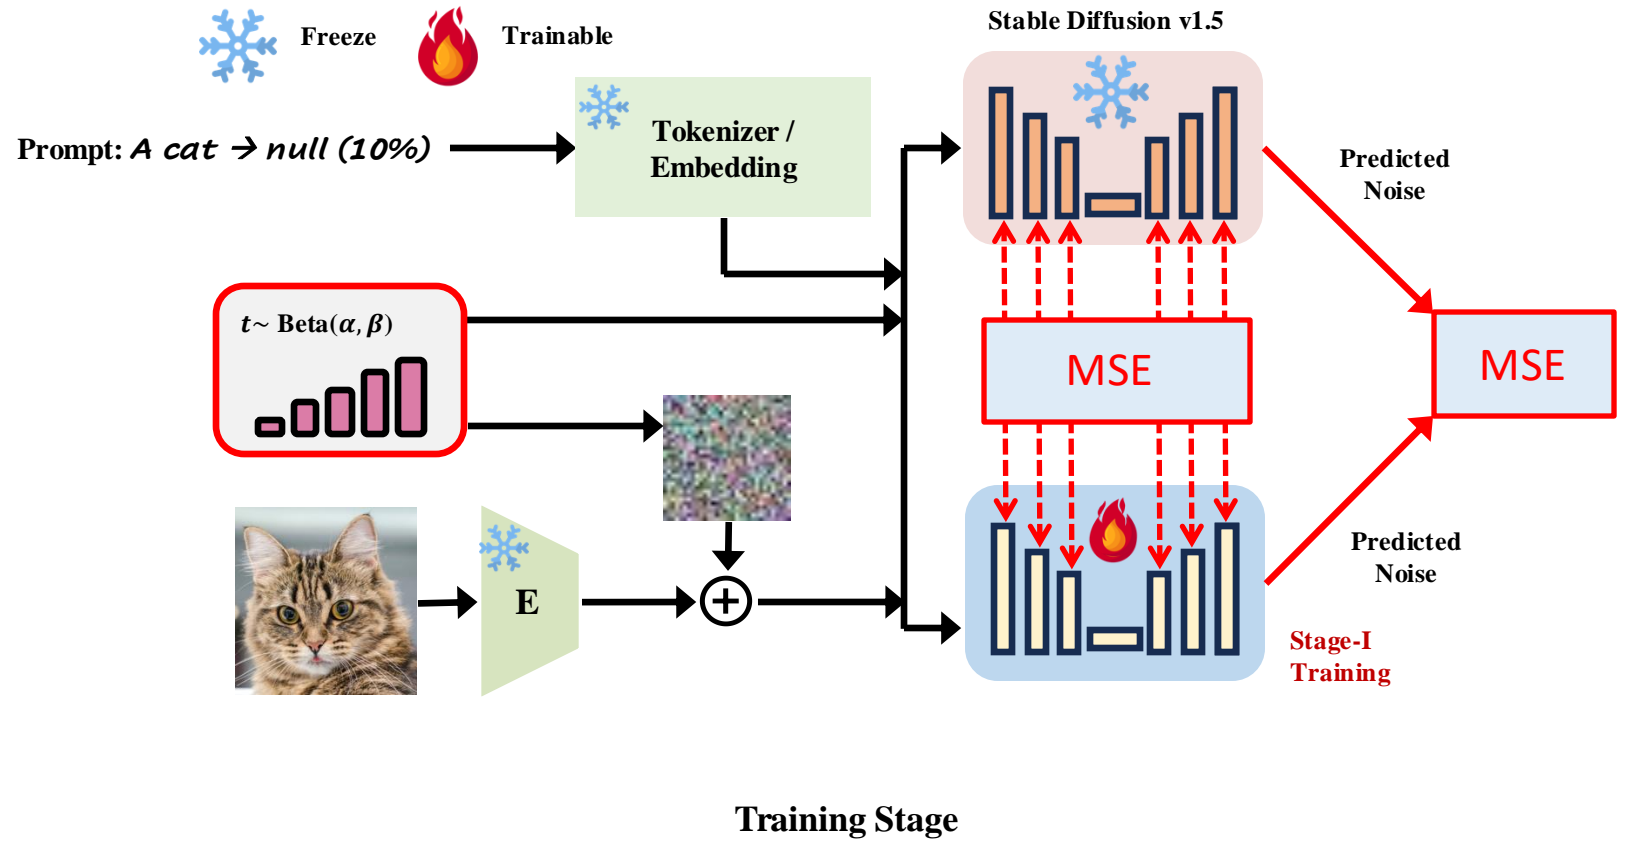 Freeze
Trainable
Stable Diffusion v1.5
Prompt: A cat → null (10%)
Tokenizer /
Embedding
Predicted
Noise
t~ Beta(α, β)
MSE
MSE
E
Predicted
Noise
Stage-I
Training
Training Stage